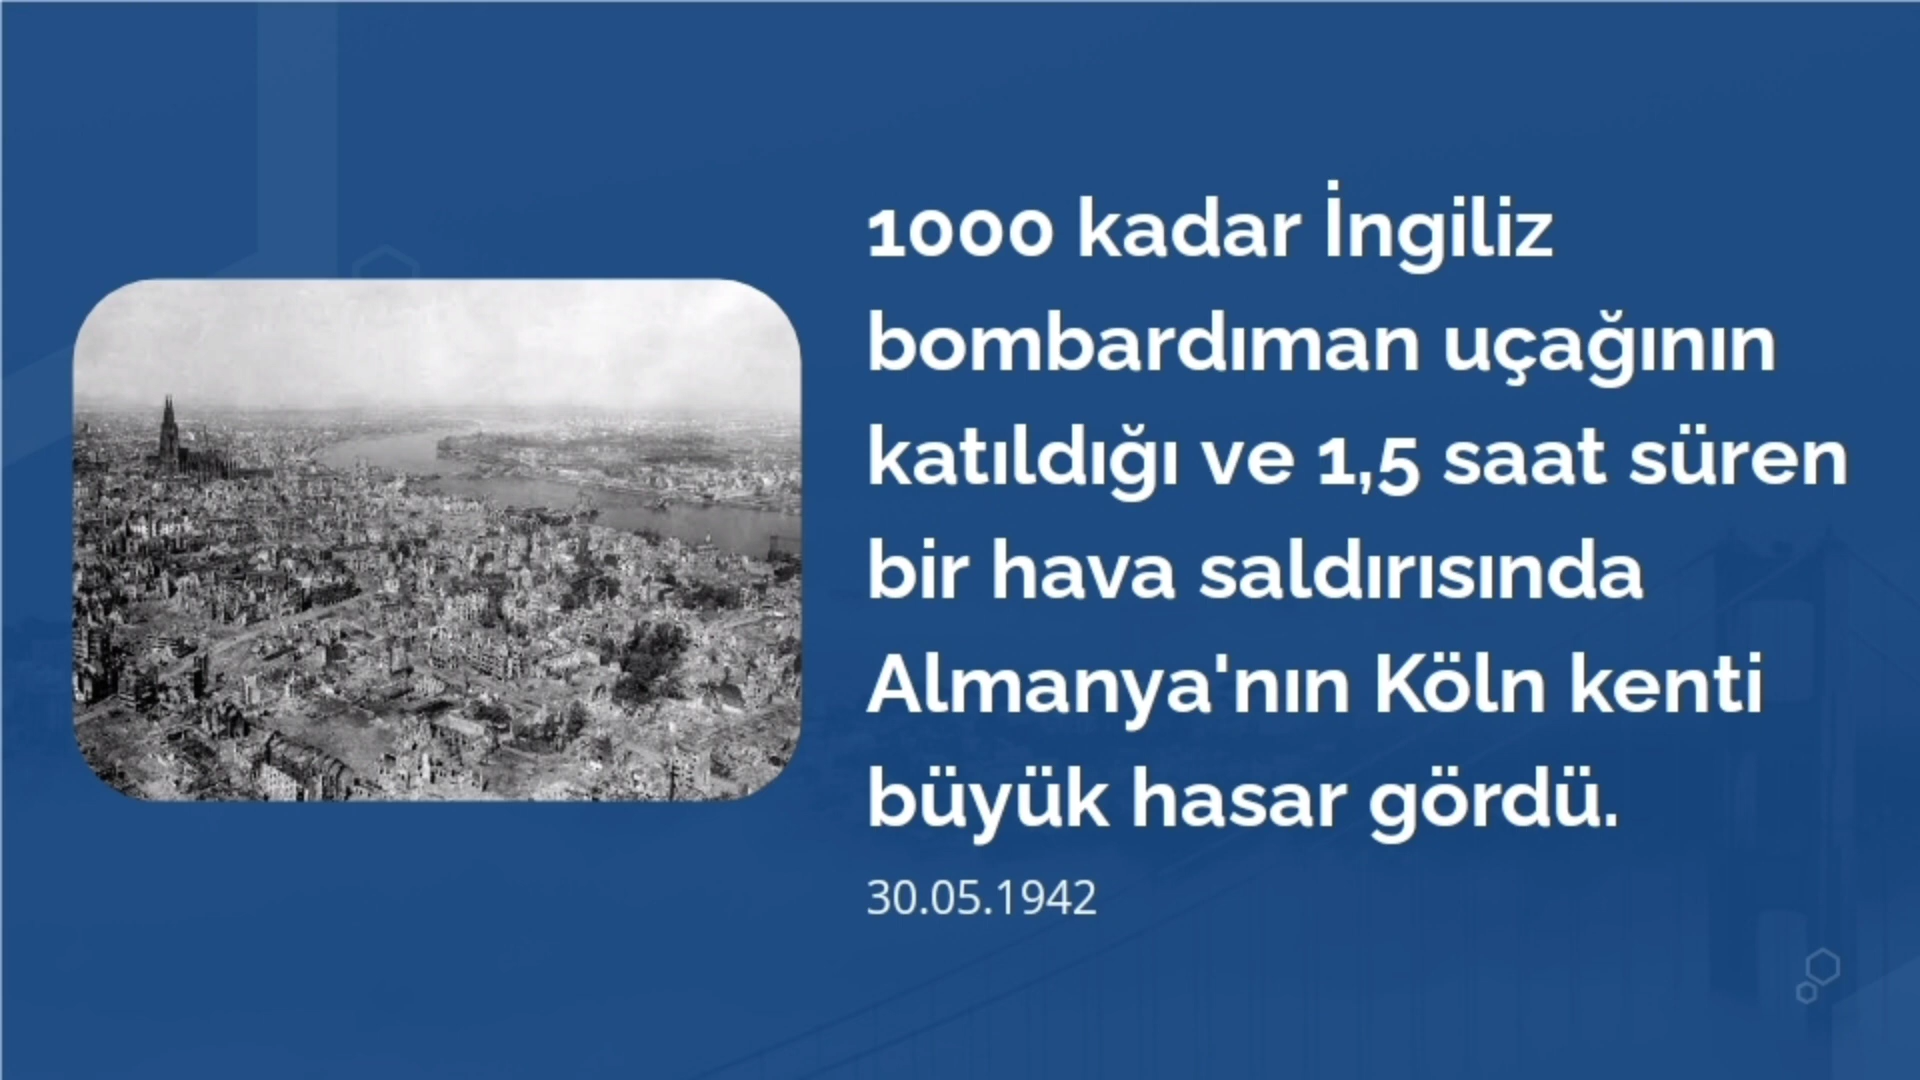 1000 kadar İngiliz
bombardıman uçağının
katıldığı ve 1,5 saat süren
bir hava saldırısında
Almanya'nın Köln kenti
büyük hasar gördü.
30.05.1942